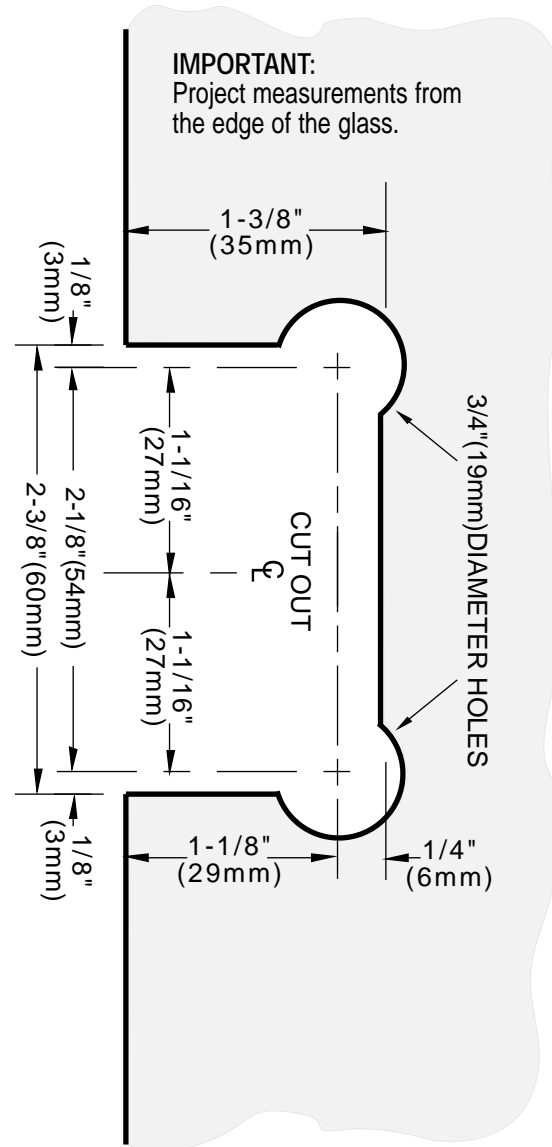 IMPORTANT:
Project measurements from
the edge of the glass.
1-3/8"
(35mm)
1/8"
(3mm)
3/4"(19mm)DIAMETER HOLES
1-1/16"
(27mm)
2-1/8"(54mm)
2-3/8"(60mm)
CUT OUT
CL
1-1/16"
(27mm)
1/8"
(3mm)
1-1/8"
(29mm)
1/4"
(6mm)